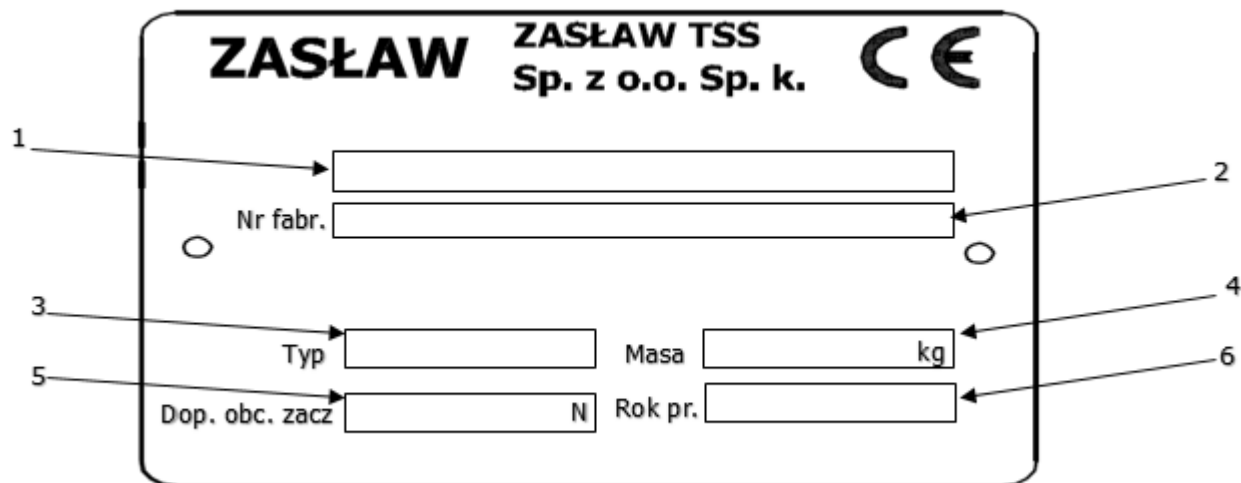 ZASŁAW
ZASŁAW TSS
Sp. z o.o. Sp. k.
CE
1
2
Nr fabr.
3
4
Typ
Masa
kg
5
6
Dop. obc. zacz
N
Rok pr.